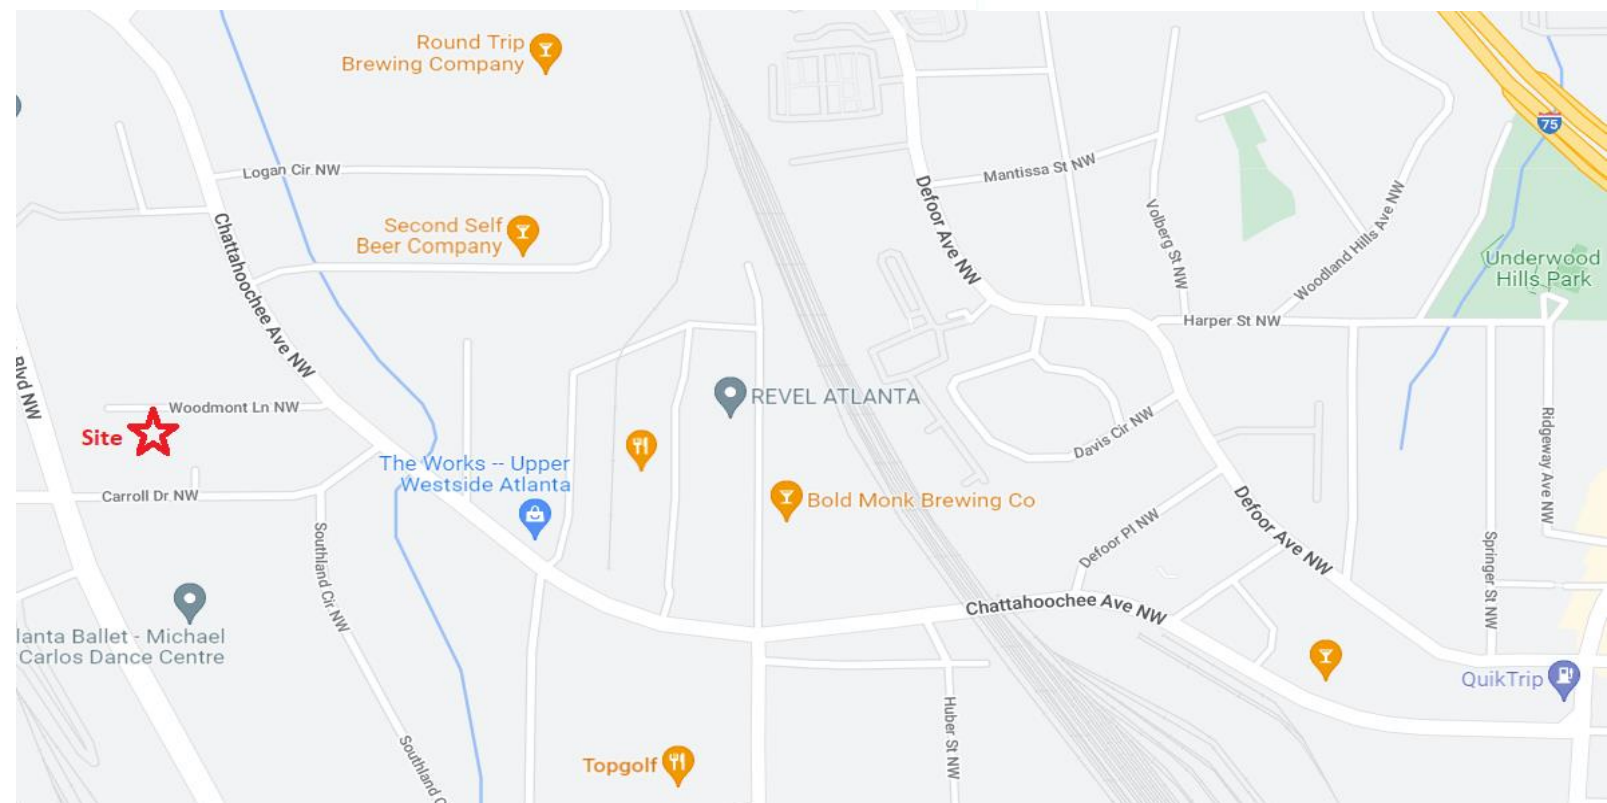 Round Trip
Brewing Company
75
Logan Cir NW
Mantissa St NW
Defoor Ave NW
Volberg St NW
Woodland Hills Ave NW
Second Self
Beer Company
Chattahoochee Ave NW
Underwood
Hills Park
Harper St NW
Blvd NW
Woodmont Ln NW
Site
REVEL ATLANTA
Davis Cir NW
Ridgeway Ave NW
The Works -- Upper
Westside Atlanta
Carroll Dr NW
Bold Monk Brewing Co
Defoor Pl NW
Defoor Ave NW
Southland Cir NW
Springer St NW
Chattahoochee Ave NW
lanta Ballet - Michael
Carlos Dance Centre
QuikTrip
Huber St NW
Southland C
Topgolf